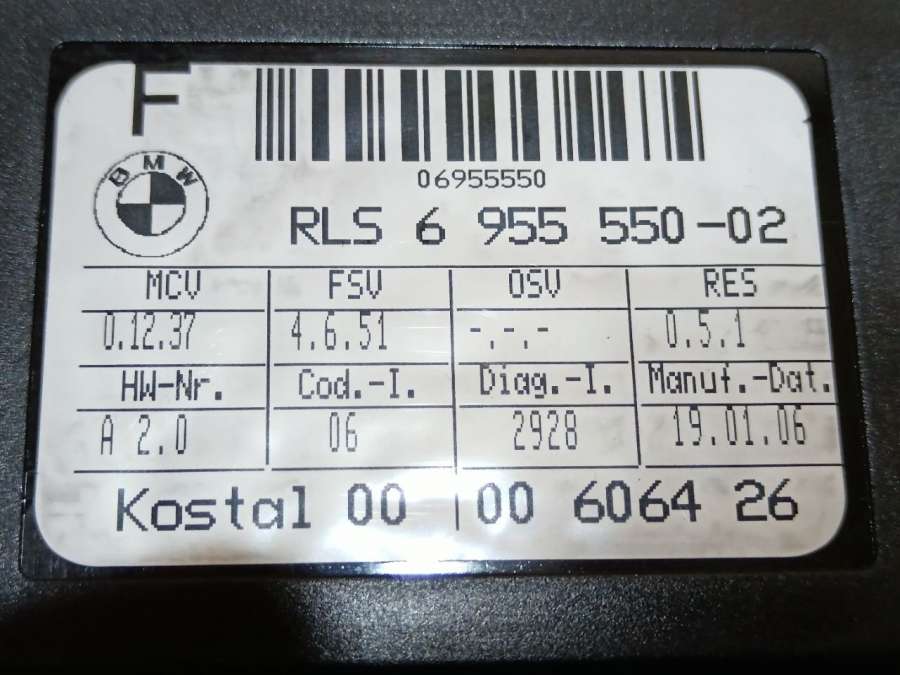 F
06955550
BMW
RLS 6 955 550-02
MCV FSV OSV RES
0.12.37 4.6.51 -.-.- 0.5.1
HW-Nr. Cod.-I. Diag.-I. Manuf.-Dat.
A 2.0 06 2928 19.01.06
Kostal 00 00 6064 26